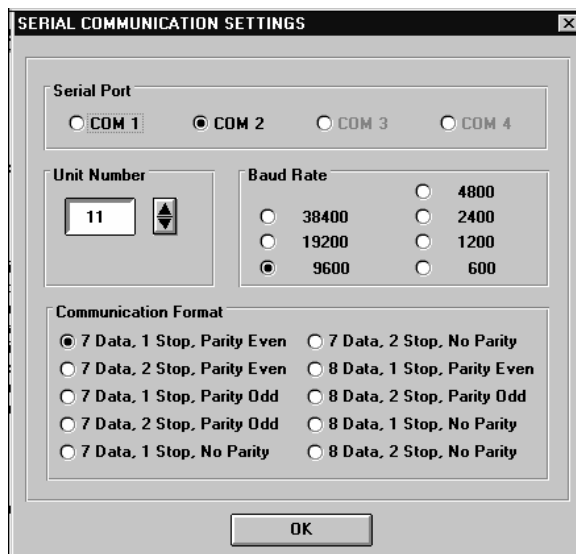 SERIAL COMMUNICATION SETTINGS
Serial Port
COM 1 COM 2 COM 3 COM 4
Unit Number
11
Baud Rate
38400
19200
9600
4800
2400
1200
600
Communication Format
7 Data, 1 Stop, Parity Even
7 Data, 2 Stop, Parity Even
7 Data, 1 Stop, Parity Odd
7 Data, 2 Stop, Parity Odd
7 Data, 1 Stop, No Parity
7 Data, 2 Stop, No Parity
8 Data, 1 Stop, Parity Even
8 Data, 2 Stop, Parity Odd
8 Data, 1 Stop, No Parity
8 Data, 2 Stop, No Parity
OK